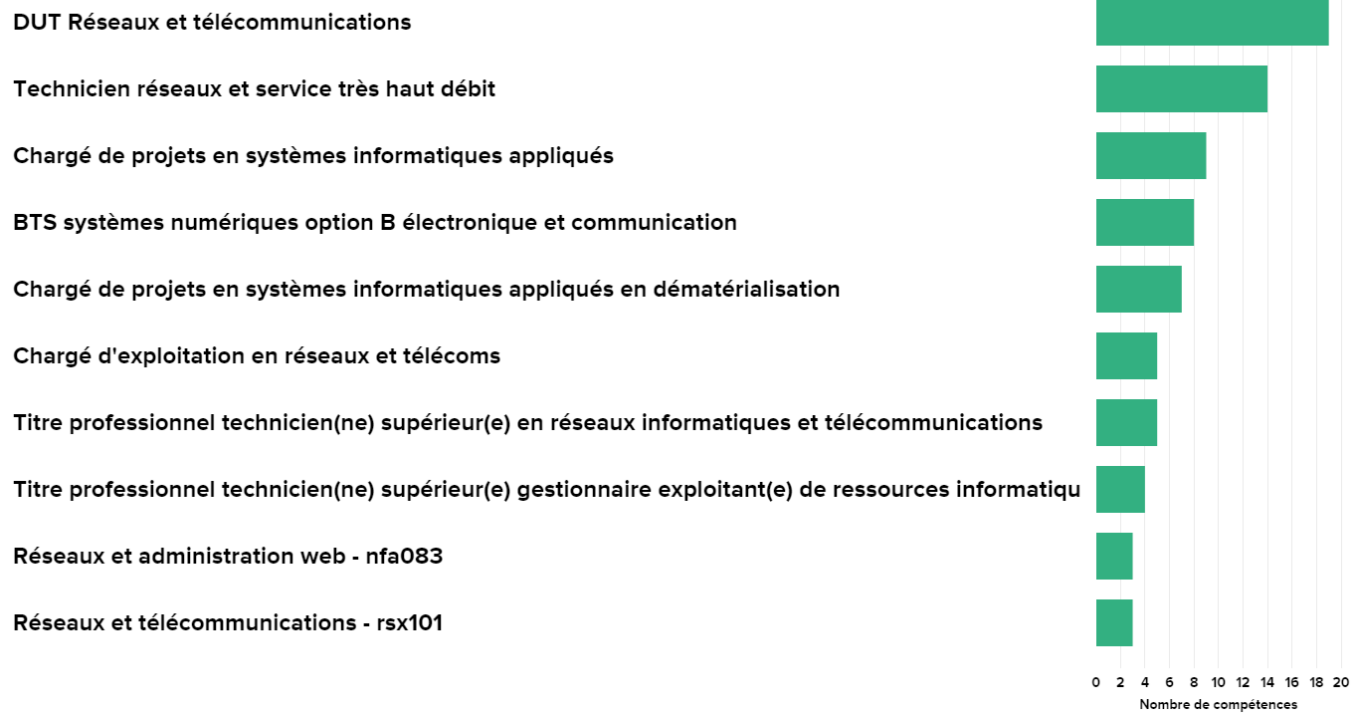 DUT Réseaux et télécommunications
Technicien réseaux et service très haut débit
Chargé de projets en systèmes informatiques appliqués
BTS systèmes numériques option B électronique et communication
Chargé de projets en systèmes informatiques appliqués en dématérialisation
Chargé d'exploitation en réseaux et télécoms
Titre professionnel technicien(ne) supérieur(e) en réseaux informatiques et télécommunications
Titre professionnel technicien(ne) supérieur(e) gestionnaire exploitant(e) de ressources informatiqu
Réseaux et administration web - nfa083
Réseaux et télécommunications - rsx101
0 2 4 6 8 10 12 14 16 18 20
Nombre de compétences